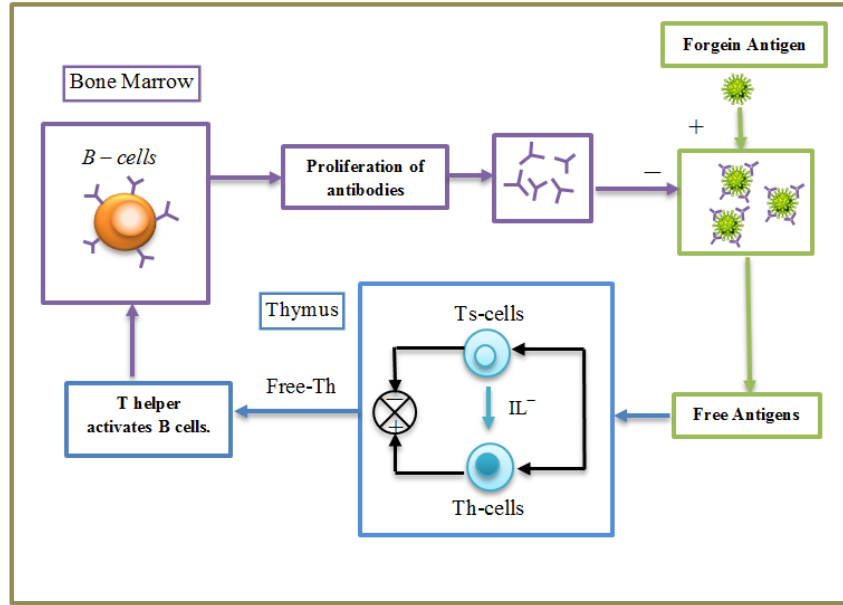 Forgein Antigen
Bone Marrow
+
B – cells
Proliferation of
antibodies
–
Thymus
Ts-cells
Free-Th
T helper
activates B cells.
–
+
IL⁻
Free Antigens
Th-cells